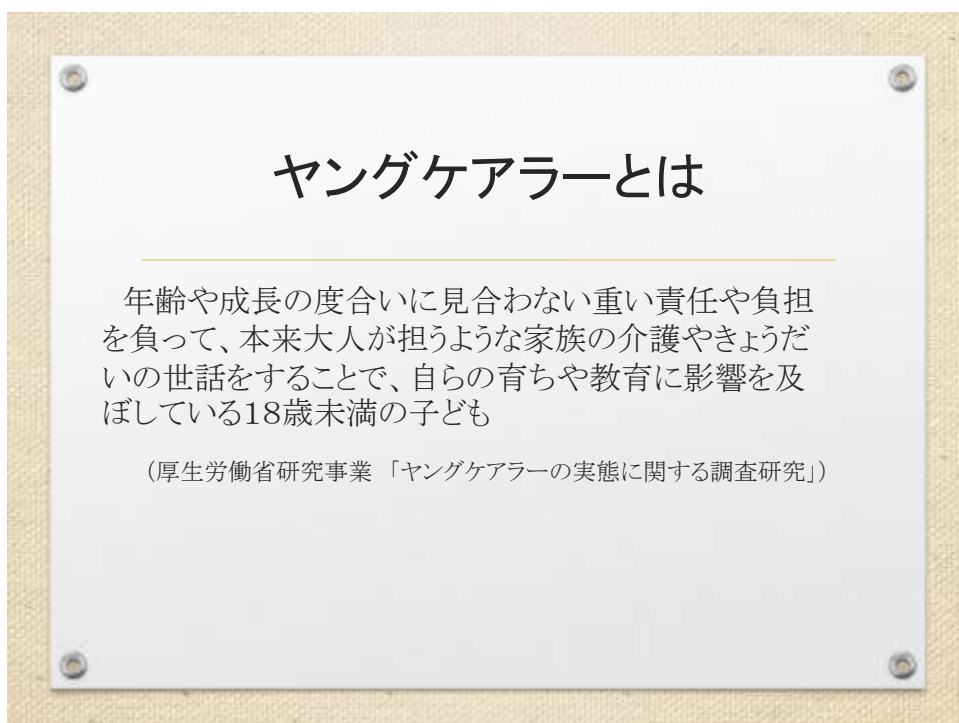 ヤングケアラーとは
年齢や成長の度合いに見合わない重い責任や負担
を負って、本来大人が担うような家族の介護やきょうだ
いの世話をすることで、自らの育ちや教育に影響を及
ぼしている18歳未満の子ども
（厚生労働省研究事業 「ヤングケアラーの実態に関する調査研究」）